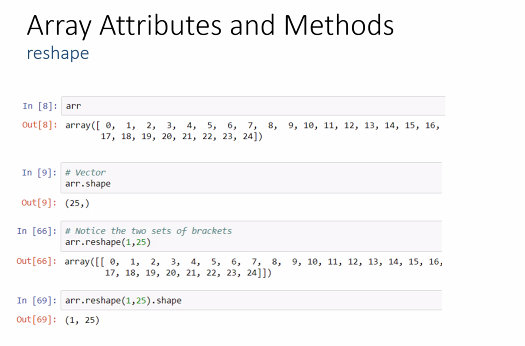 Array Attributes and Methods
reshape
In [8]: arr
Out[8]: array([ 0, 1, 2, 3, 4, 5, 6, 7, 8, 9, 10, 11, 12, 13, 14, 15, 16,
17, 18, 19, 20, 21, 22, 23, 24])
In [9]: # Vector
arr.shape
Out[9]: (25,)
In [66]: # Notice the two sets of brackets
arr.reshape(1,25)
Out[66]: array([[ 0, 1, 2, 3, 4, 5, 6, 7, 8, 9, 10, 11, 12, 13, 14, 15, 16,
17, 18, 19, 20, 21, 22, 23, 24]])
In [69]: arr.reshape(1,25).shape
Out[69]: (1, 25)